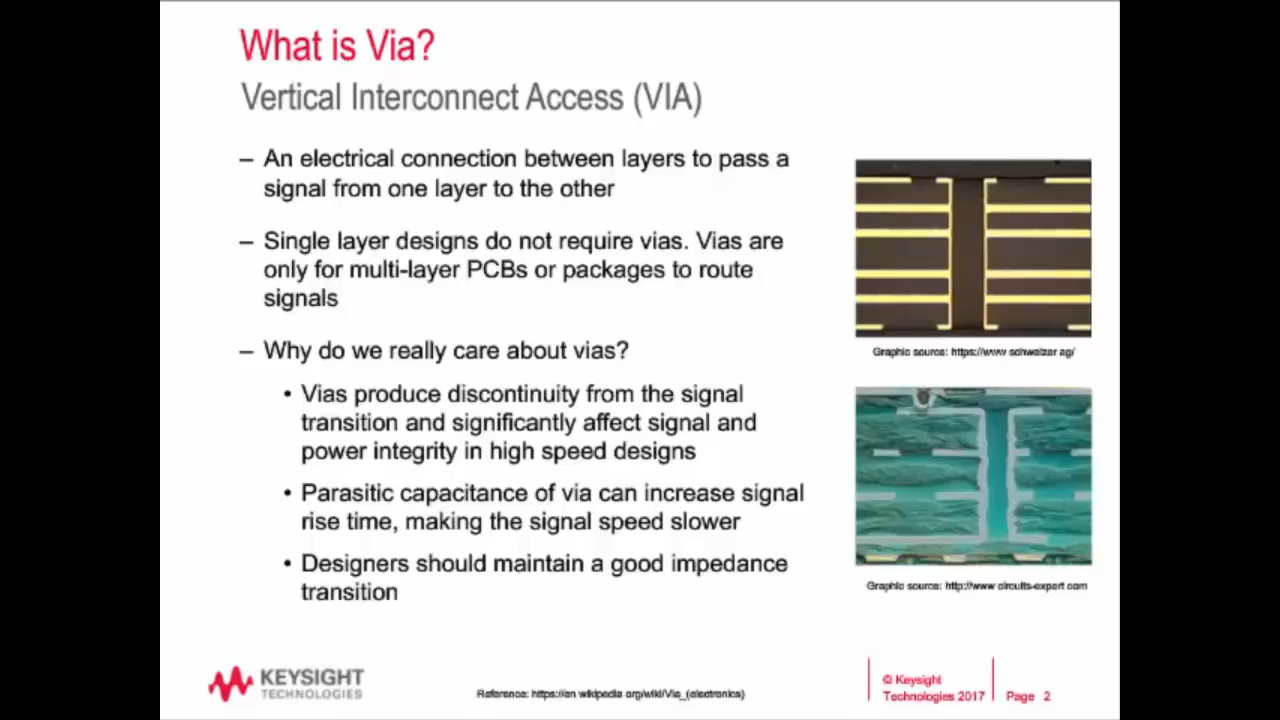 What is Via?
Vertical Interconnect Access (VIA)
– An electrical connection between layers to pass a
signal from one layer to the other
– Single layer designs do not require vias. Vias are
only for multi-layer PCBs or packages to route
signals
– Why do we really care about vias?
• Vias produce discontinuity from the signal
transition and significantly affect signal and
power integrity in high speed designs
• Parasitic capacitance of via can increase signal
rise time, making the signal speed slower
• Designers should maintain a good impedance
transition
Graphic source: https://www.schweizer.ag/
Graphic source: http://www.circuits-expert.com
KEYSIGHT
TECHNOLOGIES
Reference: https://en.wikipedia.org/wiki/Via_(electronics)
© Keysight
Technologies 2017
Page 2